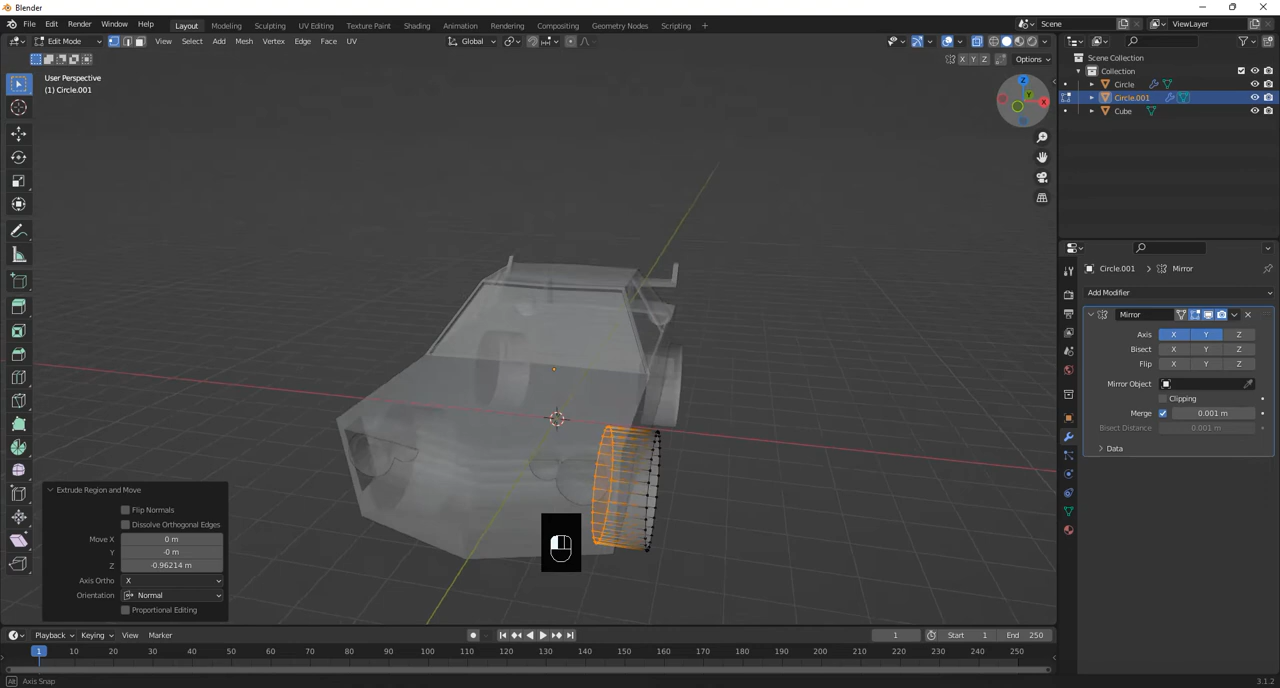 Blender
File Edit Render Window Help
Layout Modeling Sculpting UV Editing Texture Paint Shading Animation Rendering Compositing Geometry Nodes Scripting +
Scene
ViewLayer
Edit Mode
View Select Add Mesh Vertex Edge Face UV
Global
X Y Z
Options
User Perspective
(1) Circle.001
Z
Y
X
Scene Collection
Collection
Circle
Circle.001
Cube
Circle.001 > Mirror
Add Modifier
Mirror
Axis X Y Z
Bisect X Y Z
Flip X Y Z
Mirror Object
Clipping
Merge 0.001 m
Bisect Distance 0.001 m
Data
Extrude Region and Move
Flip Normals
Dissolve Orthogonal Edges
Move X 0 m
Y -0 m
Z -0.96214 m
Axis Ortho X
Orientation Normal
Proportional Editing
Playback Keying View Marker
1
Start 1
End 250
1 10 20 30 40 50 60 70 80 90 100 110 120 130 140 150 160 170 180 190 200 210 220 230 240 250
Alt Axis Snap
3.1.2